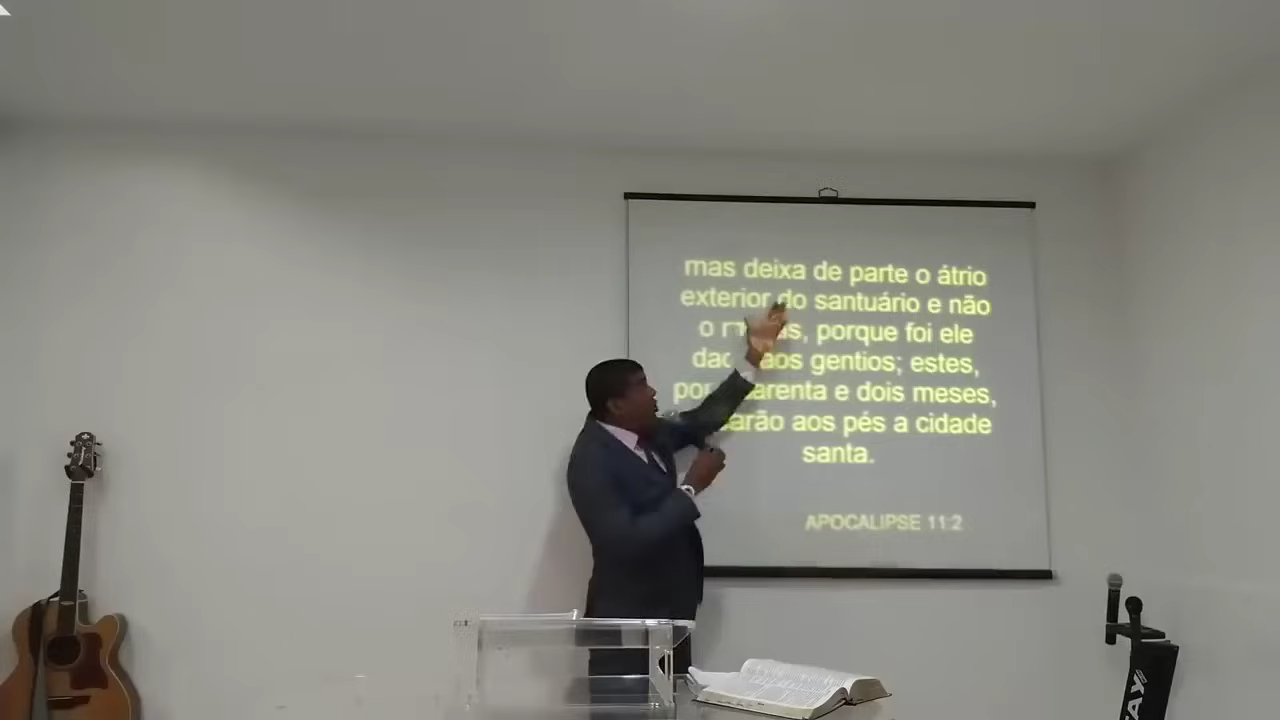 mas deixa de parte o átrio
exterior do santuário e não
o, porque foi ele
aos gentios; estes,
e dois meses,
aos pés a cidade
santa.
APOCALIPSE 11:2
AY